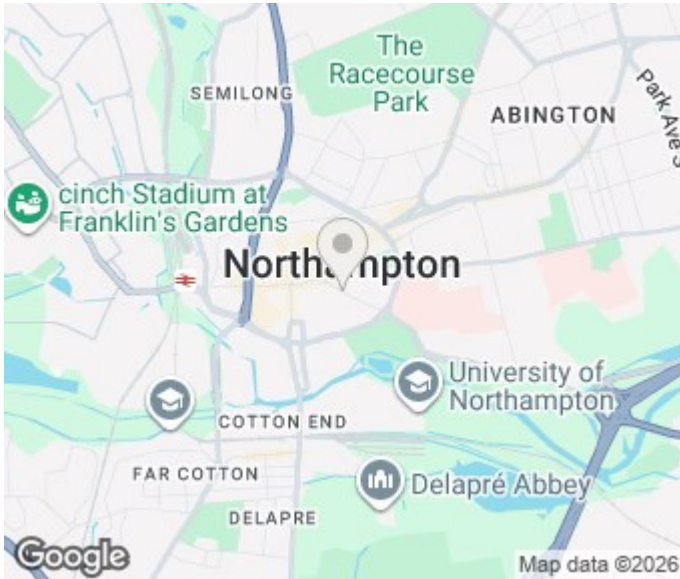 The
Racecourse
Park
SEMILONG
ABINGTON
Park Ave S
cinch Stadium at
Franklin's Gardens
Northampton
University of
Northampton
COTTON END
FAR COTTON
Delapré Abbey
DELAPRE
Google
Map data ©2026